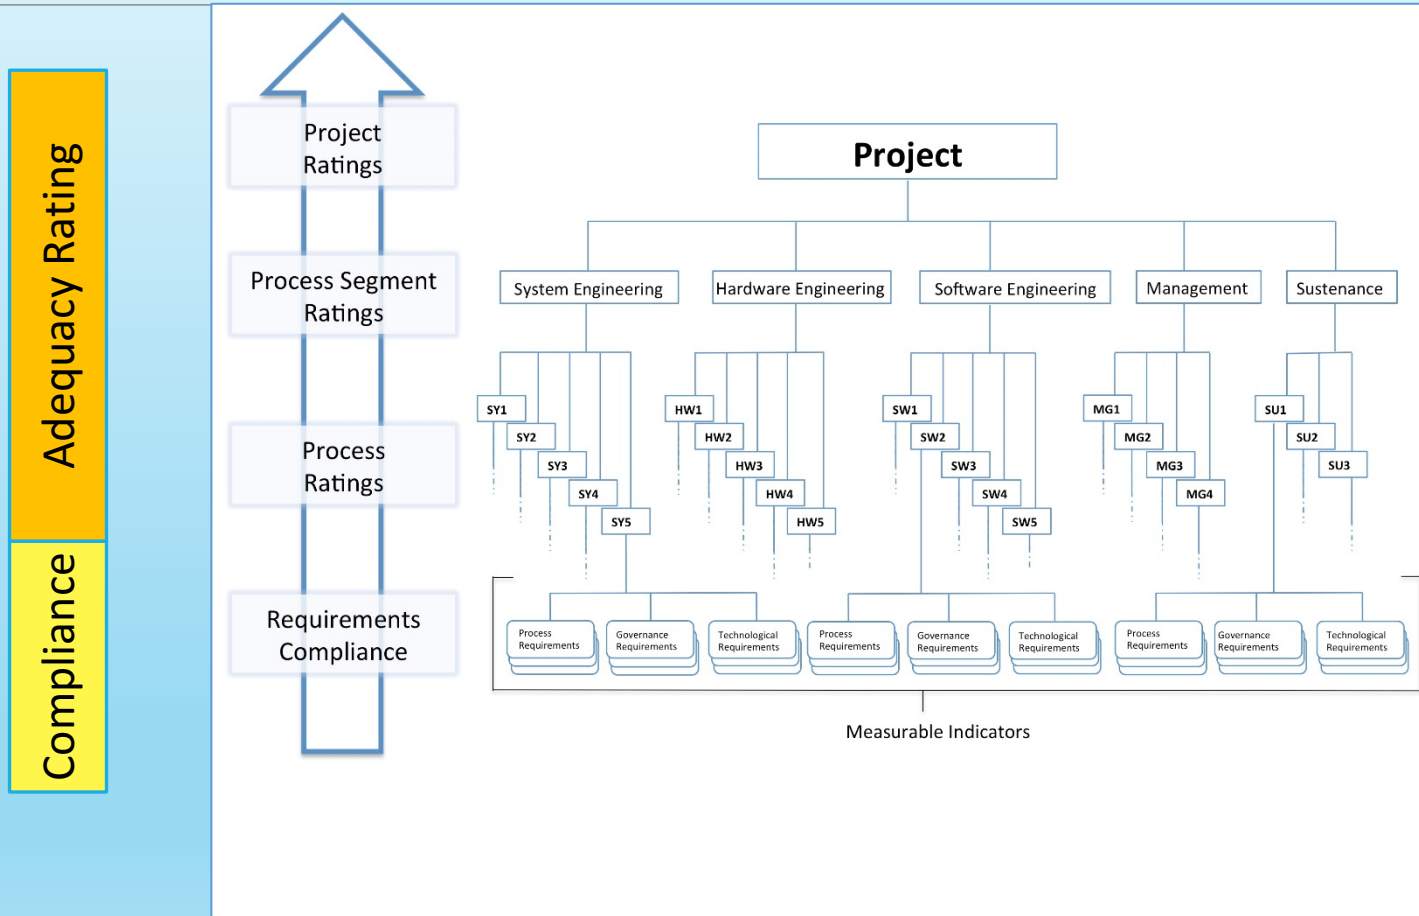 Adequacy Rating
Compliance
Project
Ratings
Process Segment
Ratings
Process
Ratings
Requirements
Compliance
Project
System Engineering
Hardware Engineering
Software Engineering
Management
Sustenance
SY1
SY2
SY3
SY4
SY5
HW1
HW2
HW3
HW4
HW5
SW1
SW2
SW3
SW4
SW5
MG1
MG2
MG3
MG4
SU1
SU2
SU3
Process
Requirements
Governance
Requirements
Technological
Requirements
Process
Requirements
Governance
Requirements
Technological
Requirements
Process
Requirements
Governance
Requirements
Technological
Requirements
Measurable Indicators